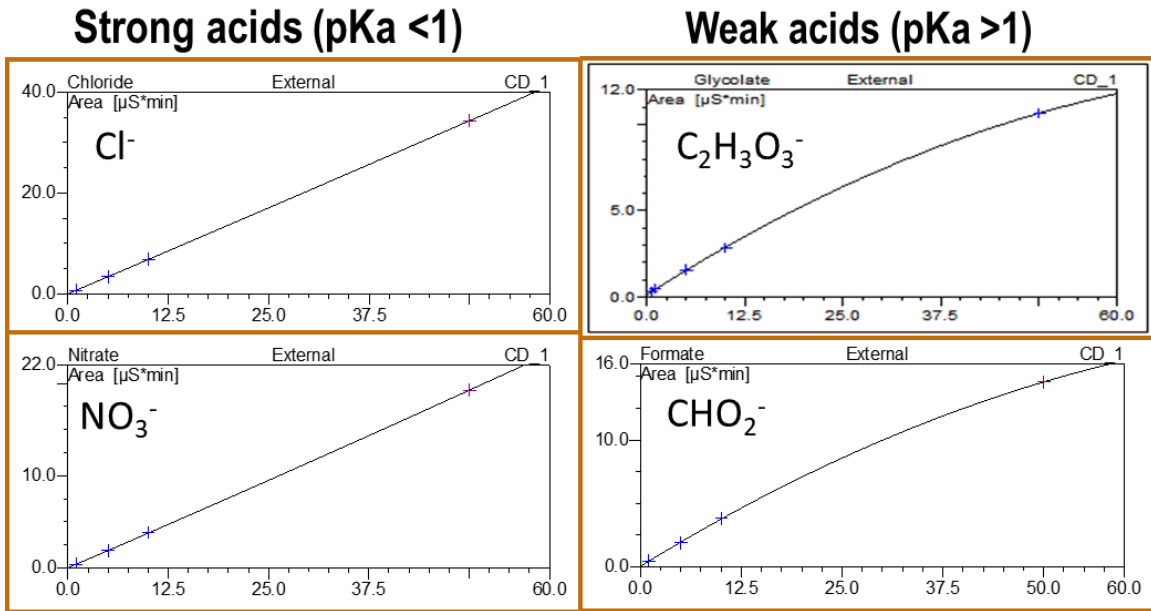 Strong acids (pKa <1)
Weak acids (pKa >1)
Chloride External CD_1
Area [µS*min]
Cl⁻
40.0
20.0
0.0
0.0 12.5 25.0 37.5 60.0
Glycolate External CD_1
Area [µS*min]
C₂H₃O₃⁻
12.0
5.0
0.0
0.0 12.5 25.0 37.5 60.0
Nitrate External CD_1
Area [µS*min]
NO₃⁻
22.0
10.0
0.0
0.0 12.5 25.0 37.5 60.0
Formate External CD_1
Area [µS*min]
CHO₂⁻
16.0
10.0
0.0
0.0 12.5 25.0 37.5 50.0 60.0